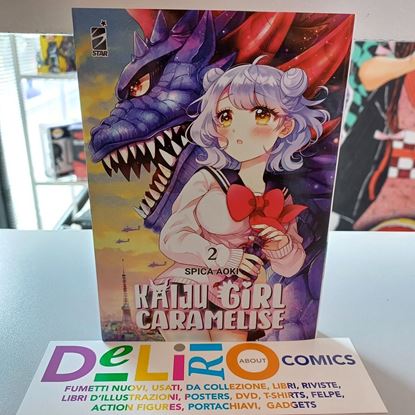 STAR
2
SPICA AOKI
KAIJU GiRL
CARAMELISE
DeLiRiO ABOUT COMICS
FUMETTI NUOVI, USATI, DA COLLEZIONE, LIBRI, RIVISTE,
LIBRI D'ILLUSTRAZIONI, POSTERS, DVD, T-SHIRTS, FELPE,
ACTION FIGURES, PORTACHIAVI, GADGETS